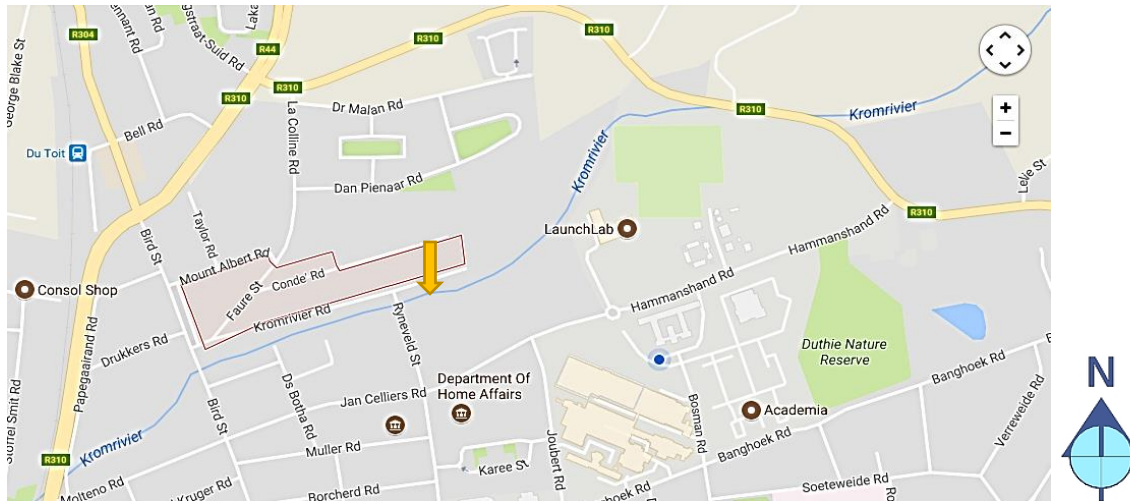 R304
Bell Rd
R44
R310
R310
R310
R310
Dr Malan Rd
La Colline Rd
Du Toit
Dan Pienaar Rd
Kromrivier
Kromrivier
R310
R310
George Blake St
Lelie St
LaunchLab
Hammanshand Rd
Taylor Rd
Bird St
Mount Albert Rd
Conde' Rd
Faure St
Kromrivier Rd
Consol Shop
Hammanshand Rd
Drukkers Rd
Papegaairand Rd
Ryneveld St
Duthie Nature
Reserve
Banghoek Rd
N
Department Of
Home Affairs
Jan Celliers Rd
Ds Botha Rd
Bird St
Bosman Rd
Academia
Verreweide Rd
Muller Rd
Joubert Rd
Banghoek Rd
Kromrivier
R310
Karee St
Molteno Rd
Kruger Rd
Borcherd Rd
Soeteweide Rd